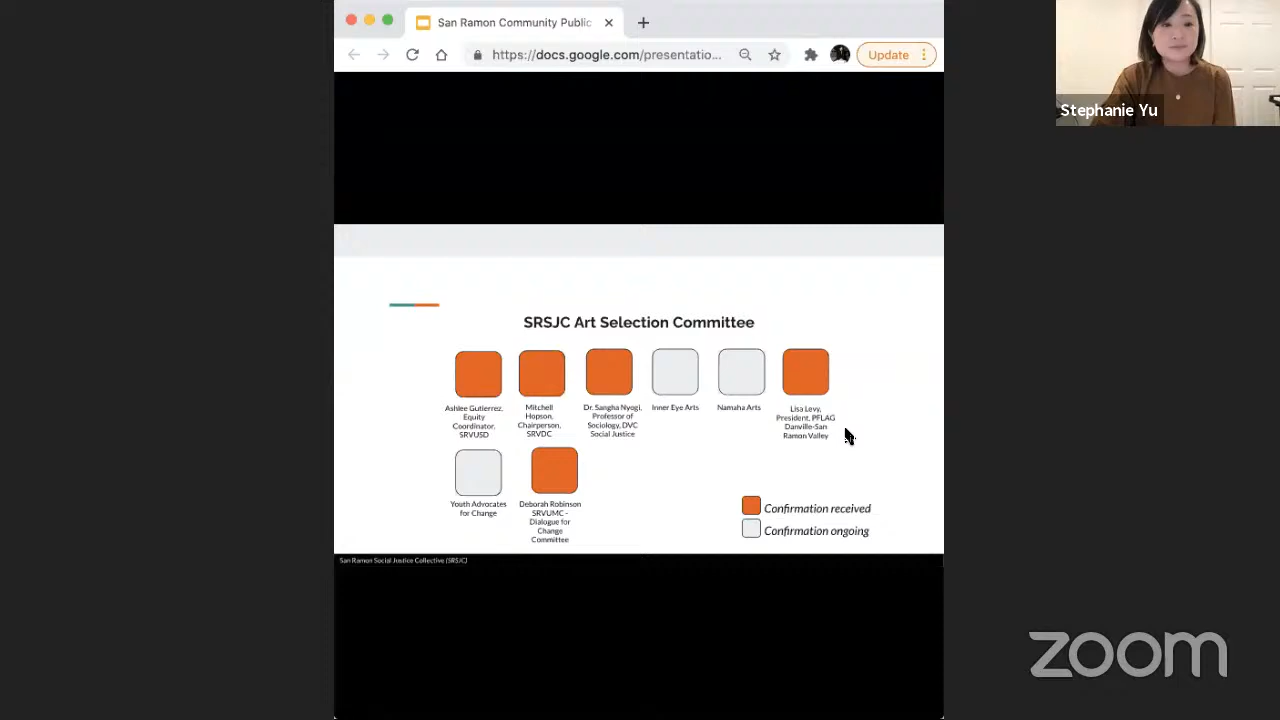 San Ramon Community Public
https://docs.google.com/presentatio...
Update
Stephanie Yu
SRSJC Art Selection Committee
Ashlee Gutierrez,
Equity
Coordinator,
SRVUSD
Mitchell
Hopson,
Chairperson,
SRVDC
Dr. Sangha Nyogi,
Professor of
Sociology, DVC
Social Justice
Inner Eye Arts
Namaha Arts
Lisa Levy,
President, PFLAG
Danville-San
Ramon Valley
Youth Advocates
for Change
Deborah Robinson
SRVUMC -
Dialogue for
Change
Committee
Confirmation received
Confirmation ongoing
San Ramon Social Justice Collective (SRSJC)
zoom